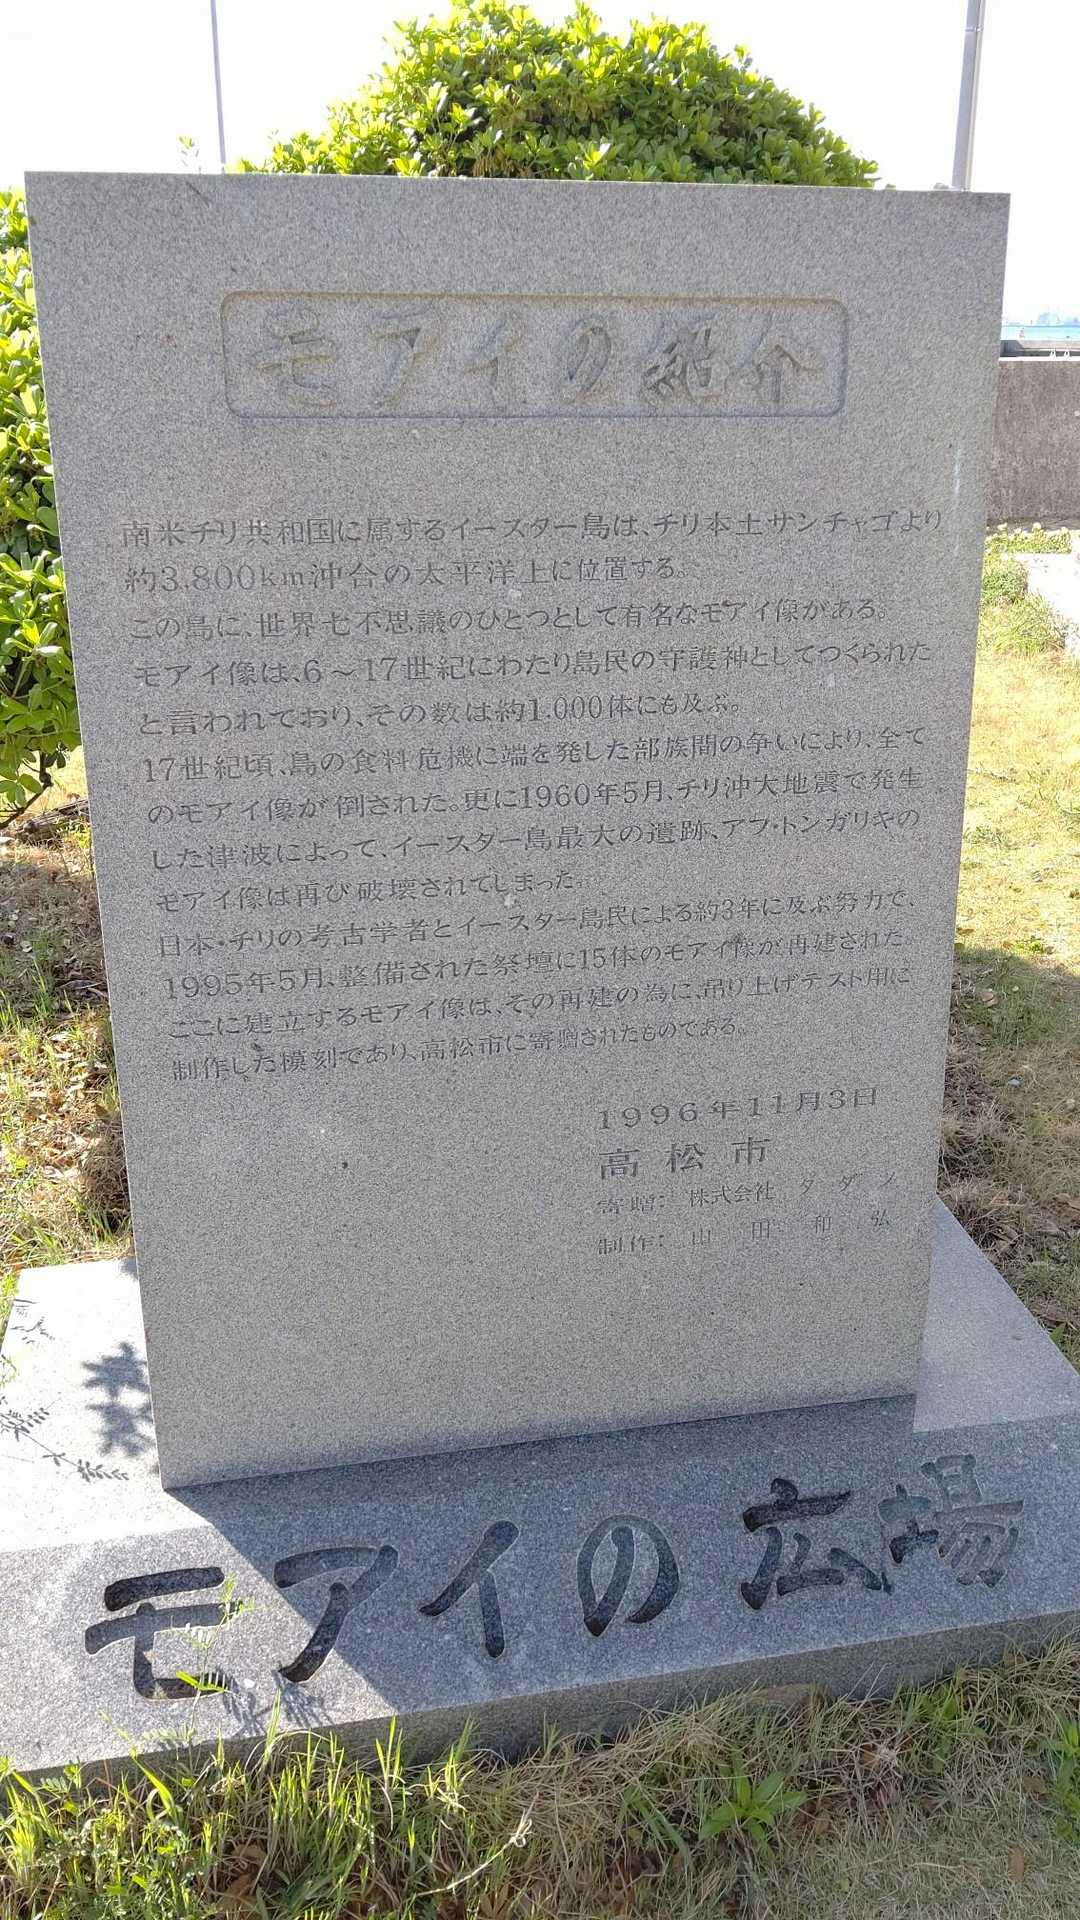 モアイの紹介
南米チリ共和国に属するイースター島は、チリ本土サンチャゴより
約3.800km沖合の太平洋上に位置する。
この島に、世界七不思議のひとつとして有名なモアイ像がある。
モアイ像は、6～17世紀にわたり島民の守護神としてつくられた
と言われており、その数は約1.000体にも及ぶ。
17世紀頃、島の食料危機に端を発した部族間の争いにより、全て
のモアイ像が倒された。更に1960年5月、チリ沖大地震で発生
した津波によって、イースター島最大の遺跡、アフ・トンガリキの
モアイ像は再び破壊されてしまった。
日本・チリの考古学者とイースター島民による約3年に及ぶ努力で、
1995年5月、整備された祭壇に15体のモアイ像が再建された。
ここに建立するモアイ像は、その再建の為に、吊り上げテスト用に
制作した模刻であり、高松市に寄贈されたものである。
1996年11月3日
高松市
寄贈：株式会社 タダノ
制作：山田和弘
モアイの広場